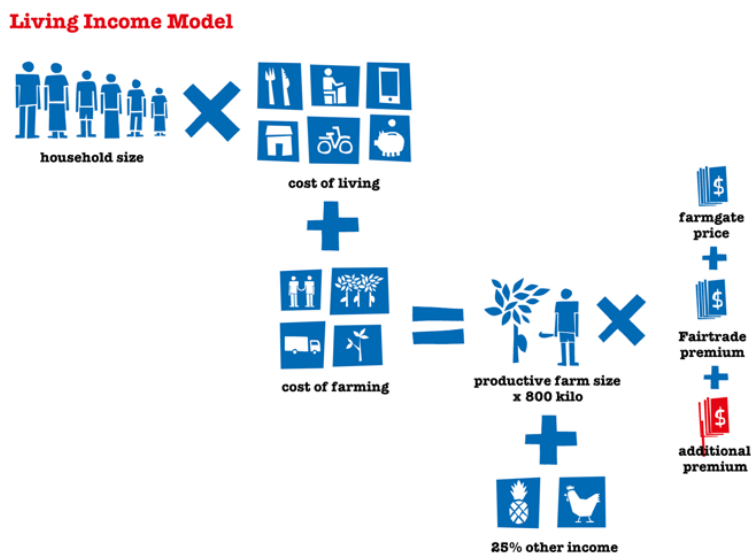 Living Income Model
household size
cost of living
cost of farming
productive farm size
x 800 kilo
25% other income
$
farmgate
price
$
Fairtrade
premium
$
additional
premium